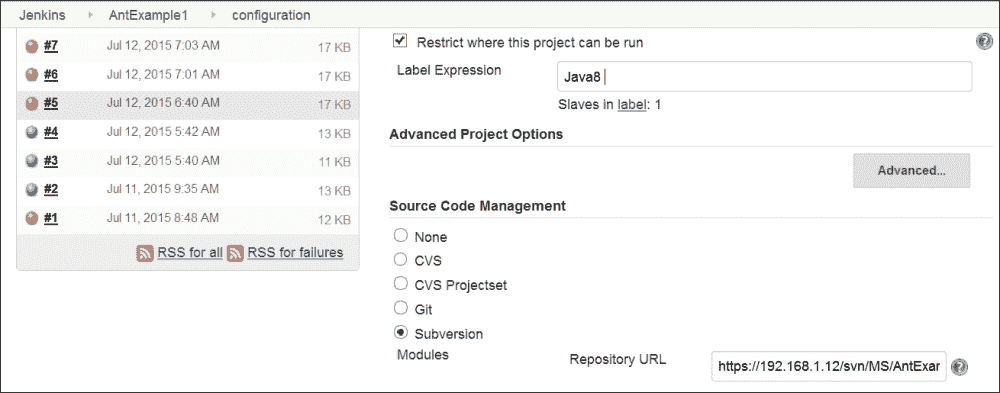 Jenkins AntExample1 configuration
#7 Jul 12, 2015 7:03 AM 17 KB
#6 Jul 12, 2015 7:01 AM 17 KB
#5 Jul 12, 2015 6:40 AM 17 KB
#4 Jul 12, 2015 5:42 AM 13 KB
#3 Jul 12, 2015 5:40 AM 11 KB
#2 Jul 11, 2015 9:35 AM 13 KB
#1 Jul 11, 2015 8:48 AM 12 KB
RSS for all RSS for failures
Restrict where this project can be run
Label Expression Java8
Slaves in label: 1
Advanced Project Options
Advanced...
Source Code Management
None
CVS
CVS Projectset
Git
Subversion
Modules Repository URL https://192.168.1.12/svn/MS/AntExar